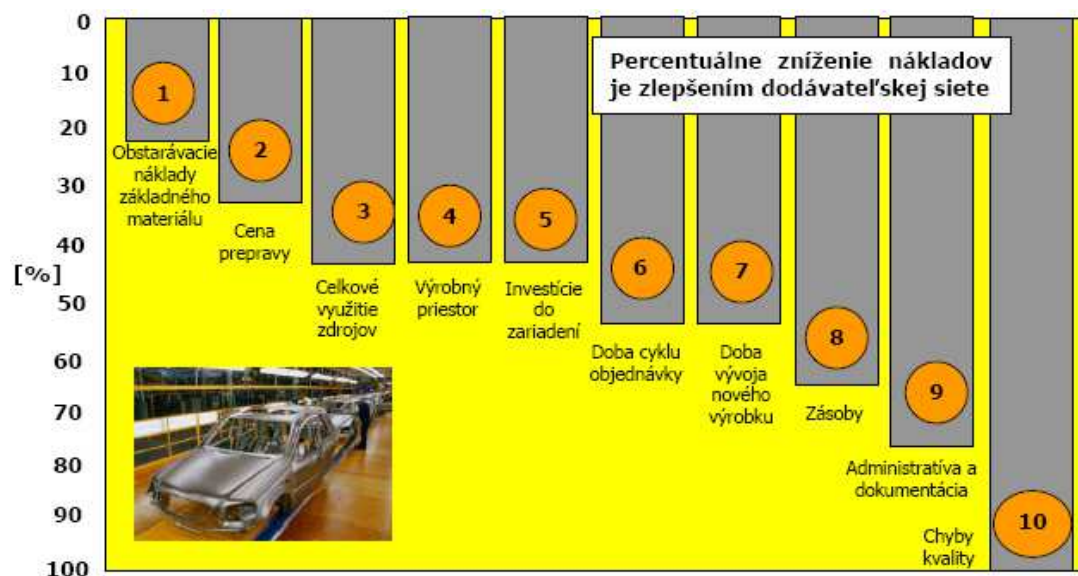 0
10
20
30
40
[%]
50
60
70
80
90
100
Percentuálne zníženie nákladov
je zlepšením dodávateľskej siete
1
Obstarávacie
náklady
základného
materiálu
2
Cena
prepravy
3
Celkové
využitie
zdrojov
4
Výrobný
priestor
5
Investície
do
zariadení
6
Doba cyklu
objednávky
7
Doba
vývoja
nového
výrobku
8
Zásoby
9
Administratíva a
dokumentácia
10
Chyby
kvality